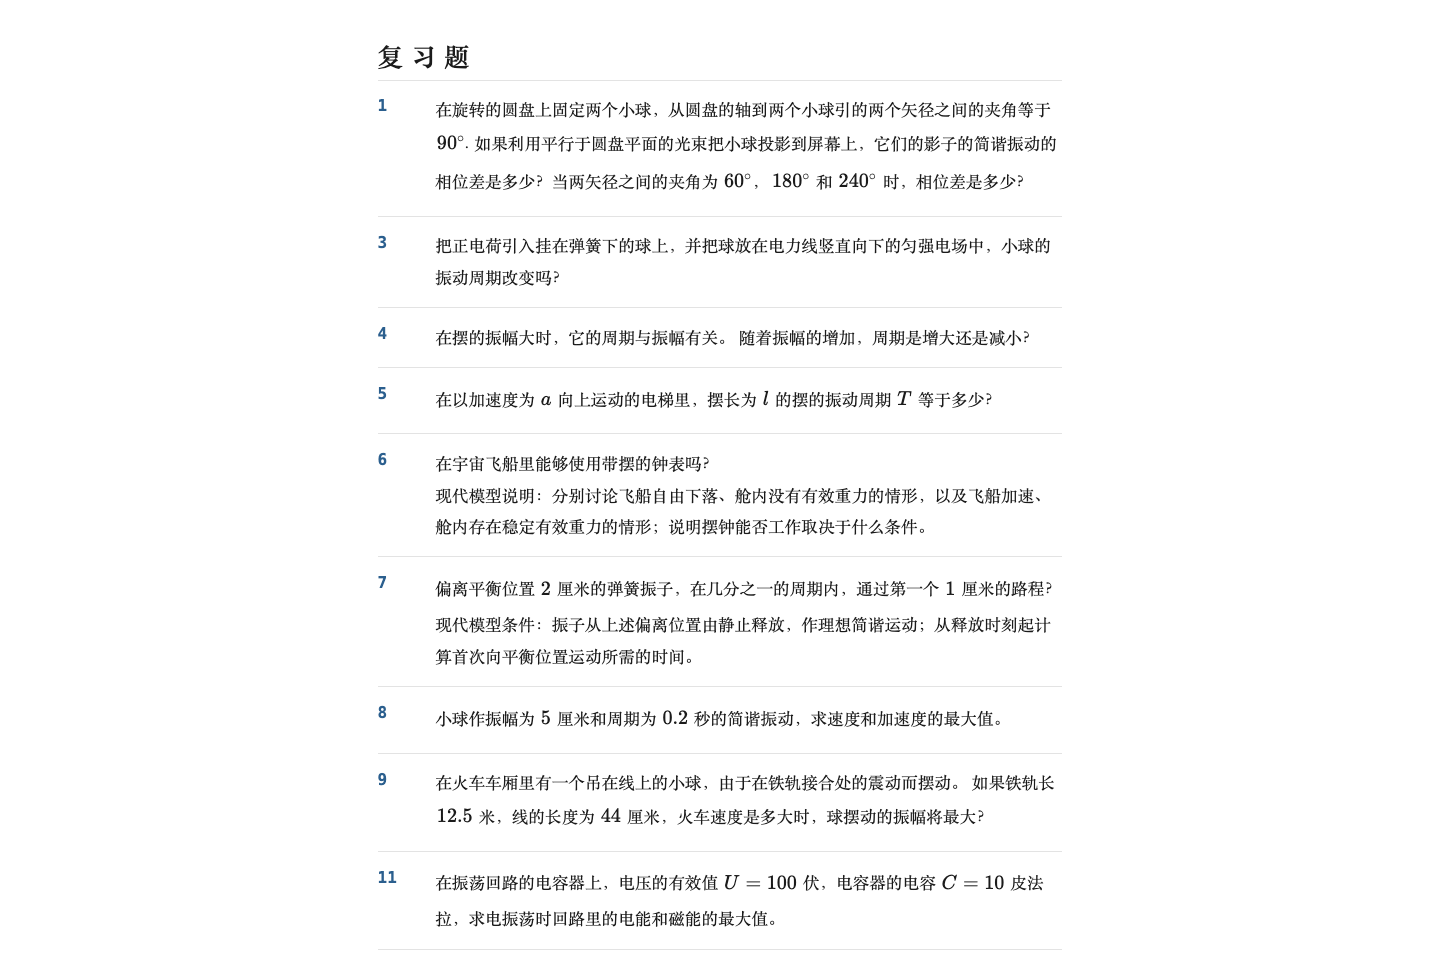 复习题
1
在旋转的圆盘上固定两个小球，从圆盘的轴到两个小球引的两个矢径之间的夹角等于
90°. 如果利用平行于圆盘平面的光束把小球投影到屏幕上，它们的影子的简谐振动的
相位差是多少？当两矢径之间的夹角为 60°，180° 和 240° 时，相位差是多少？
3
把正电荷引入挂在弹簧下的球上，并把球放在电力线竖直向下的匀强电场中，小球的
振动周期改变吗？
4
在摆的振幅大时，它的周期与振幅有关。随着振幅的增加，周期是增大还是减小？
5
在以加速度为 a 向上运动的电梯里，摆长为 l 的摆的振动周期 T 等于多少？
6
在宇宙飞船里能够使用带摆的钟表吗？
现代模型说明：分别讨论飞船自由下落、舱内没有有效重力的情形，以及飞船加速、
舱内存在稳定有效重力的情形；说明摆钟能否工作取决于什么条件。
7
偏离平衡位置 2 厘米的弹簧振子，在几分之一的周期内，通过第一个 1 厘米的路程？
现代模型条件：振子从上述偏离位置由静止释放，作理想简谐运动；从释放时刻起计
算首次向平衡位置运动所需的时间。
8
小球作振幅为 5 厘米和周期为 0.2 秒的简谐振动，求速度和加速度的最大值。
9
在火车车厢里有一个吊在线上的小球，由于在铁轨接合处的震动而摆动。如果铁轨长
12.5 米，线的长度为 44 厘米，火车速度是多大时，球摆动的振幅将最大？
11
在振荡回路的电容器上，电压的有效值 U = 100 伏，电容器的电容 C = 10 皮法
拉，求电振荡时回路里的电能和磁能的最大值。